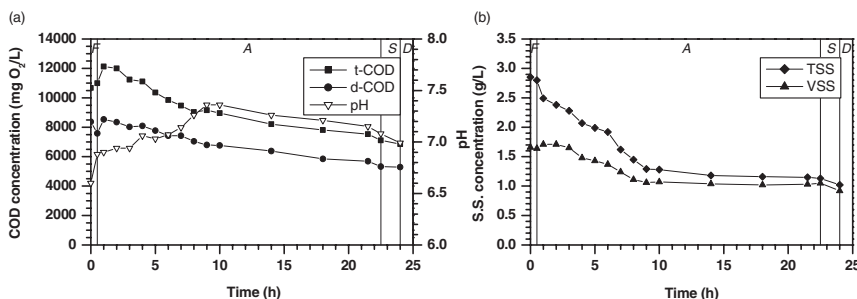 (a)
F A S D
14000
12000
10000
8000
6000
4000
2000
0
COD concentration (mg O₂/L)
t-COD
d-COD
pH
8.0
7.5
7.0
6.5
6.0
pH
0 5 10 15 20 25
Time (h)
(b)
F A S D
3.5
3.0
2.5
2.0
1.5
1.0
0.5
0.0
S.S. concentration (g/L)
TSS
VSS
0 5 10 15 20 25
Time (h)